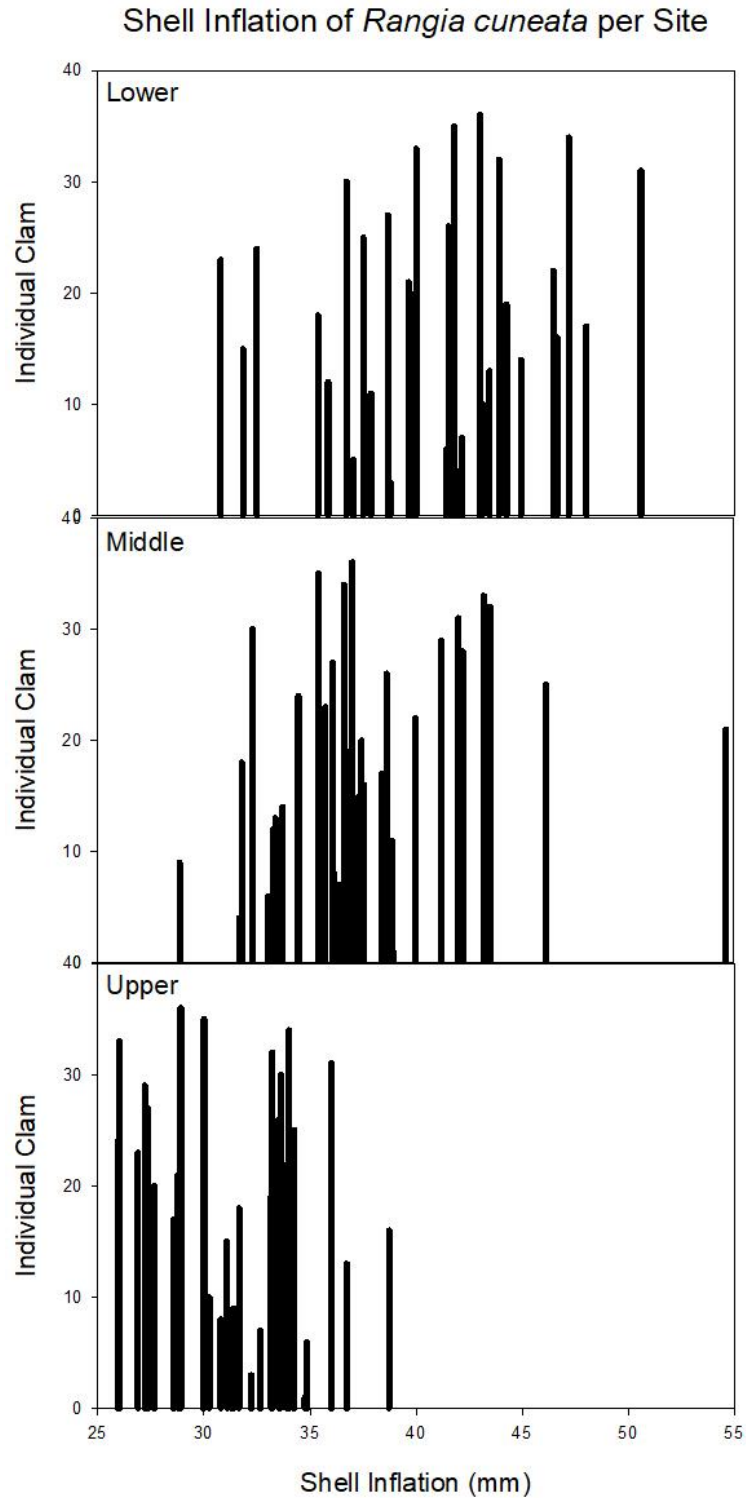 Shell Inflation of Rangia cuneata per Site
40
Lower
30
Individual Clam
20
10
0
40
Middle
30
Individual Clam
20
10
40
Upper
30
Individual Clam
20
10
0
25 30 35 40 45 50 55
Shell Inflation (mm)